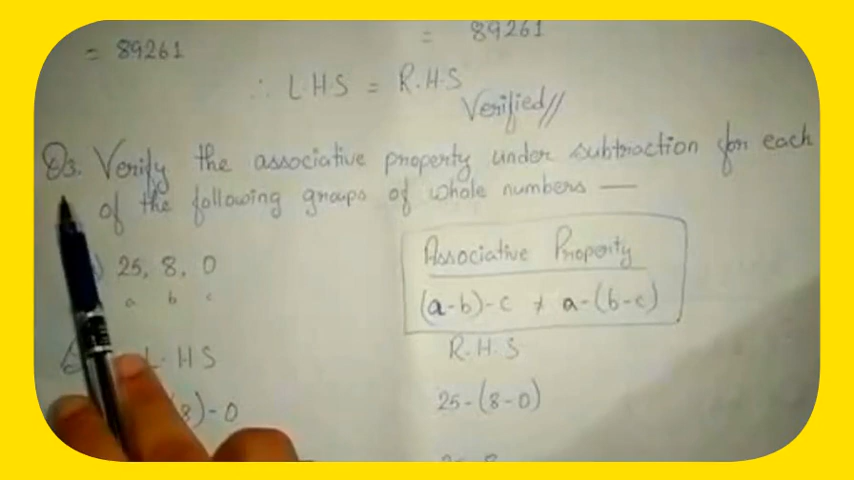 = 89261 = 89261
∴ L.H.S = R.H.S
Verified//
Q3. Verify the associative property under subtraction for each
of the following groups of whole numbers —
25, 8, 0
a b c
Associative Property
(a-b)-c ≠ a-(b-c)
L.H.S R.H.S
8)-0 25-(8-0)